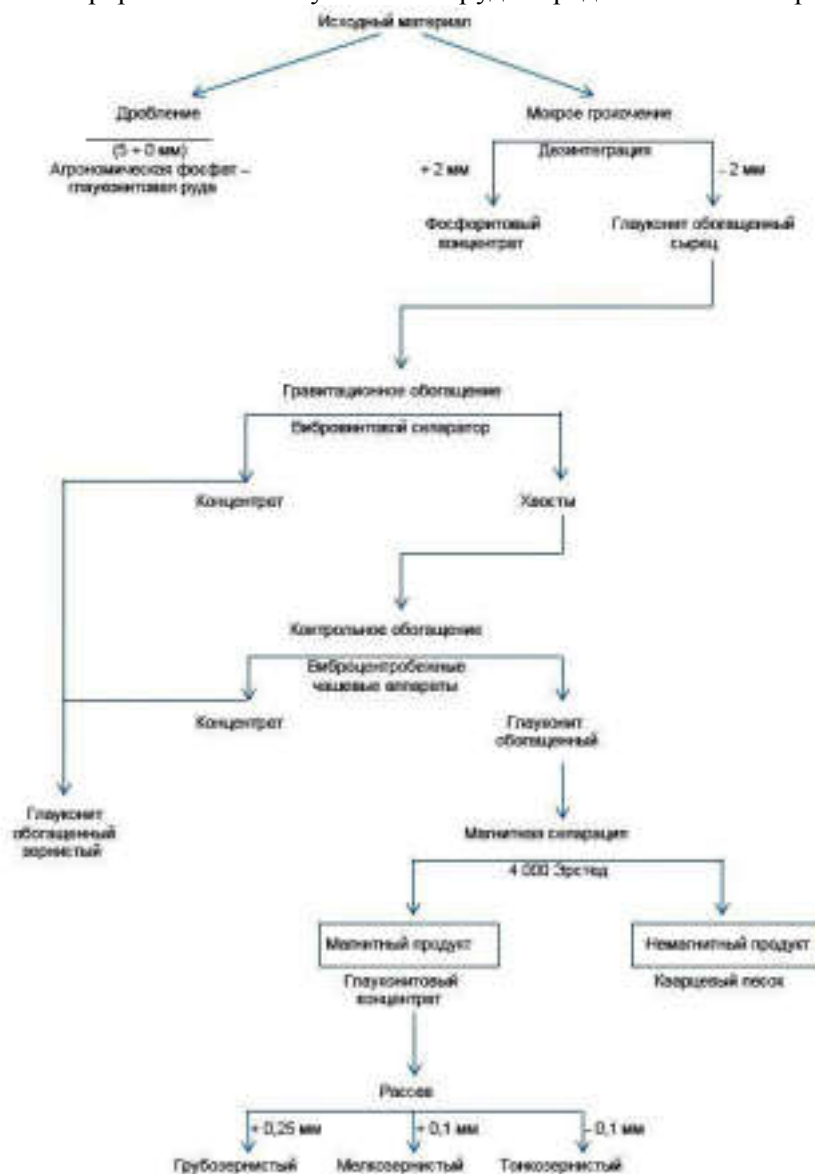 Исходный материал
Дробление
Мокрое грохочение
(5 ÷ 0 мм)
Агрономическая фосфат –
глауконитовая руда
Дезинтеграция
+ 2 мм
– 2 мм
Фосфоритовый
концентрат
Глауконит обогащенный
сырец
Гравитационное обогащение
Вибровинтовой сепаратор
Концентрат
Хвосты
Контрольное обогащение
Виброцентробежные
чашевые аппараты
Концентрат
Глауконит
обогащенный
Глауконит
обогащенный
зернистый
Магнитная сепарация
4 000 Эрстед
Магнитный продукт
Немагнитный продукт
Глауконитовый
концентрат
Кварцевый песок
Рассев
+ 0,25 мм
+ 0,1 мм
– 0,1 мм
Грубозернистый
Мелкозернистый
Тонкозернистый